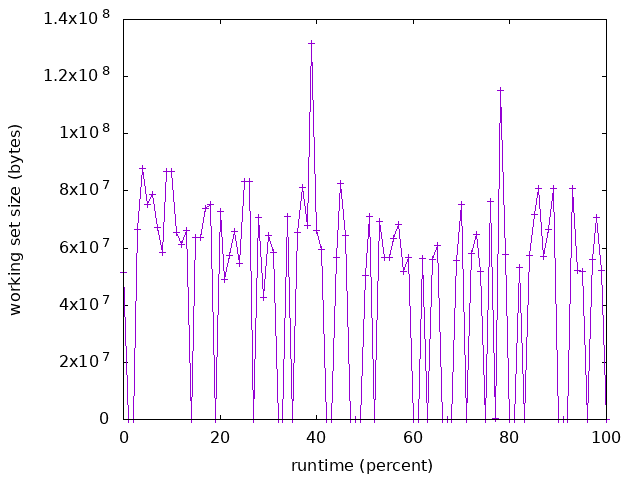 1.4x10^8
1.2x10^8
1x10^8
8x10^7
6x10^7
4x10^7
2x10^7
0
0 20 40 60 80 100
working set size (bytes)
runtime (percent)